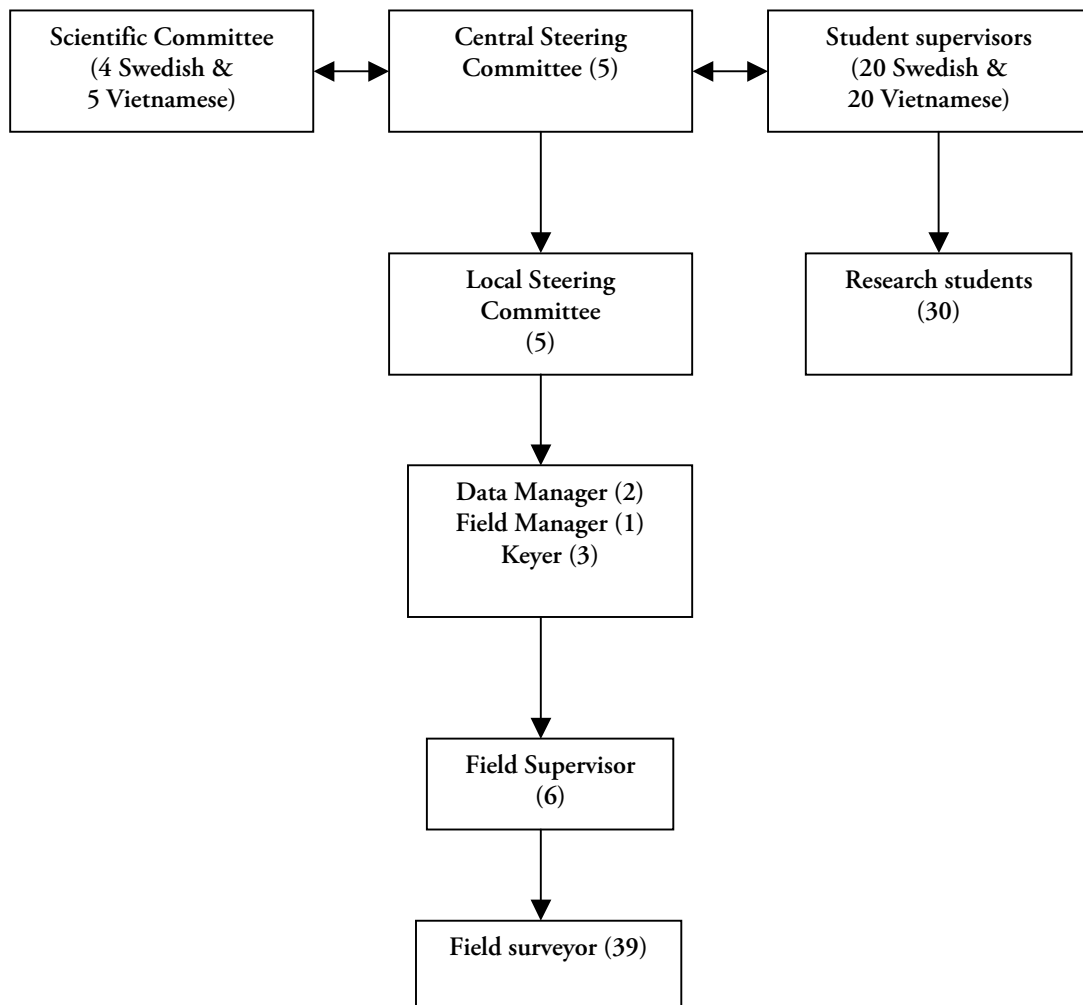 Scientific Committee
(4 Swedish &
5 Vietnamese)
Central Steering
Committee (5)
Student supervisors
(20 Swedish &
20 Vietnamese)
Local Steering
Committee
(5)
Research students
(30)
Data Manager (2)
Field Manager (1)
Keyer (3)
Field Supervisor
(6)
Field surveyor (39)